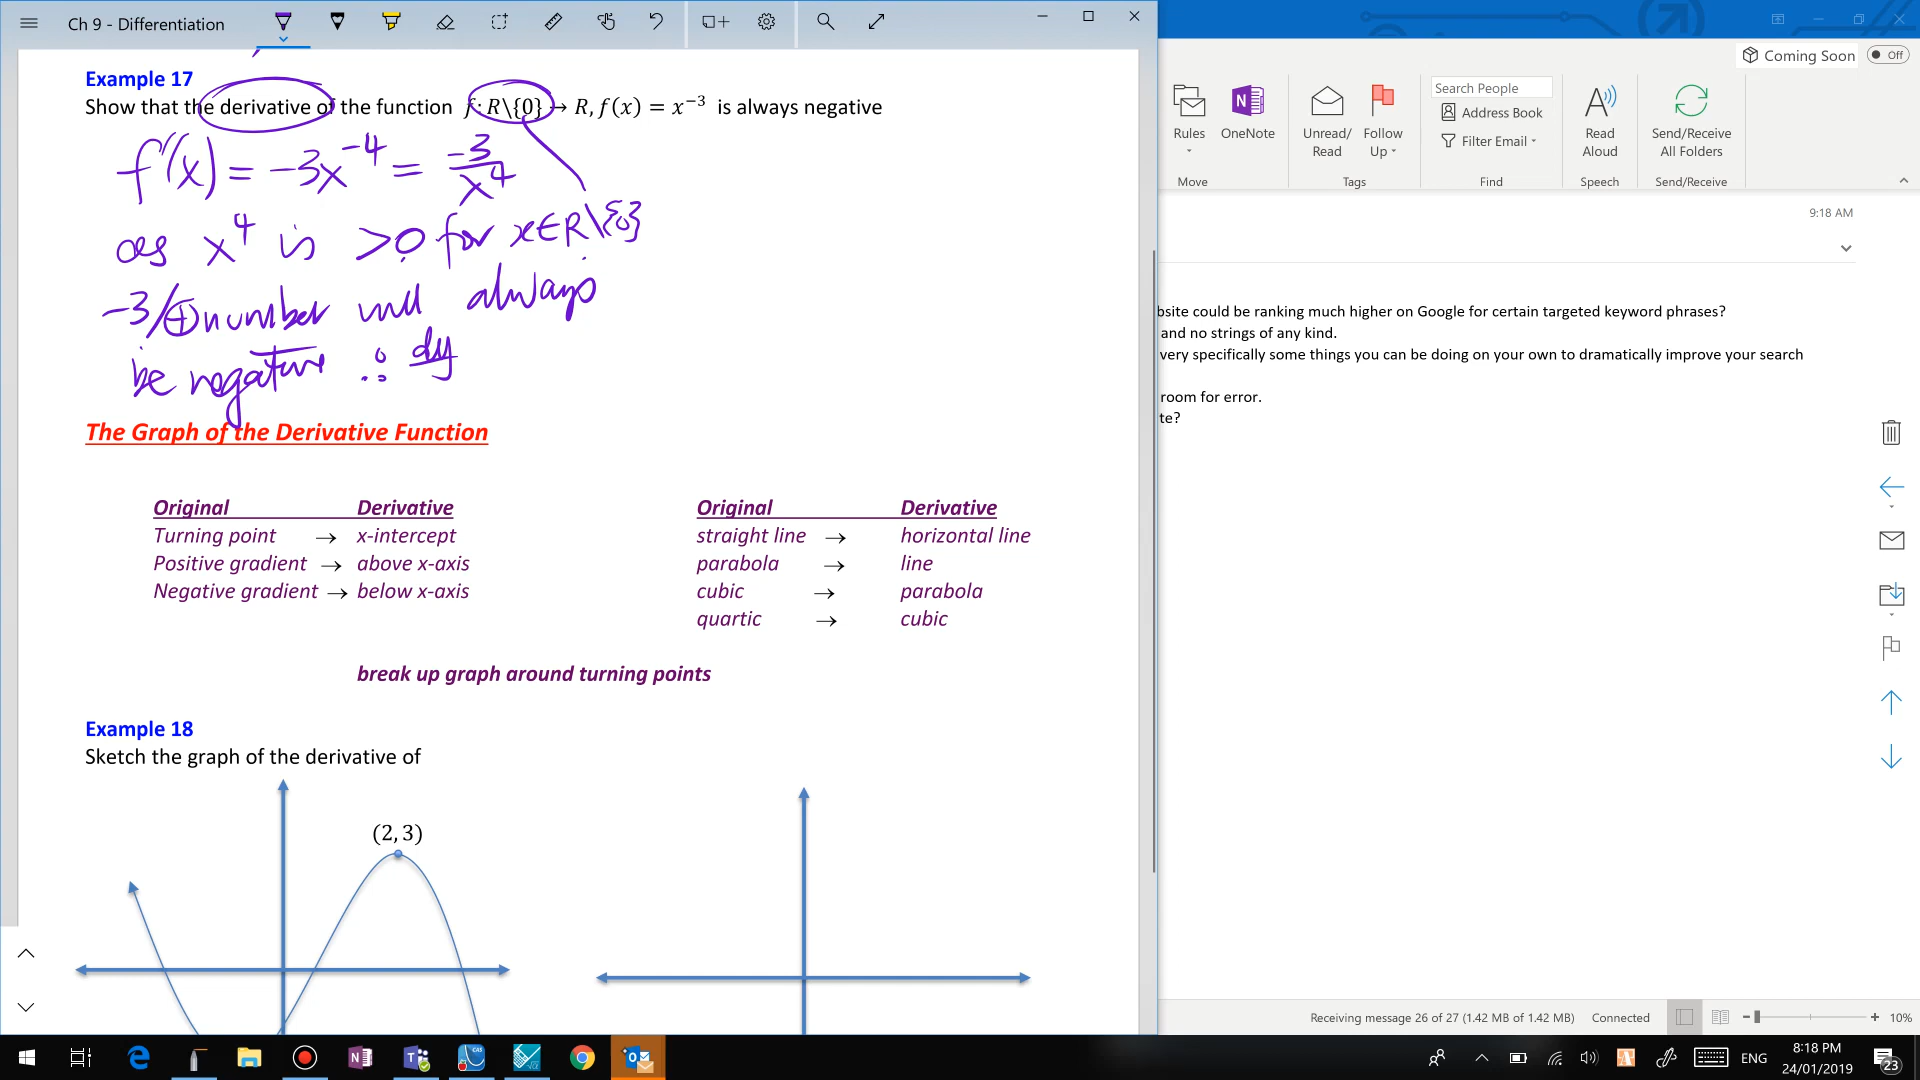 Ch 9 - Differentiation
Example 17
Show that the derivative of the function f: R\{0} → R, f(x) = x⁻³ is always negative
f'(x) = -3x⁻⁴ = -3/x⁴
as x⁴ is >0 for x∈R\{0}
-3/⊕ number will always
be negative ∴ dy
The Graph of the Derivative Function
Original Derivative
Turning point → x-intercept
Positive gradient → above x-axis
Negative gradient → below x-axis
Original Derivative
straight line → horizontal line
parabola → line
cubic → parabola
quartic → cubic
break up graph around turning points
Example 18
Sketch the graph of the derivative of
(2, 3)
Coming Soon
Off
Rules
OneNote
Move
Unread/
Read
Follow
Up
Tags
Search People
Address Book
Filter Email
Find
Read
Aloud
Speech
Send/Receive
All Folders
Send/Receive
9:18 AM
bsite could be ranking much higher on Google for certain targeted keyword phrases?
and no strings of any kind.
very specifically some things you can be doing on your own to dramatically improve your search
room for error.
te?
Receiving message 26 of 27 (1.42 MB of 1.42 MB) Connected
10%
ENG
8:18 PM
24/01/2019
23